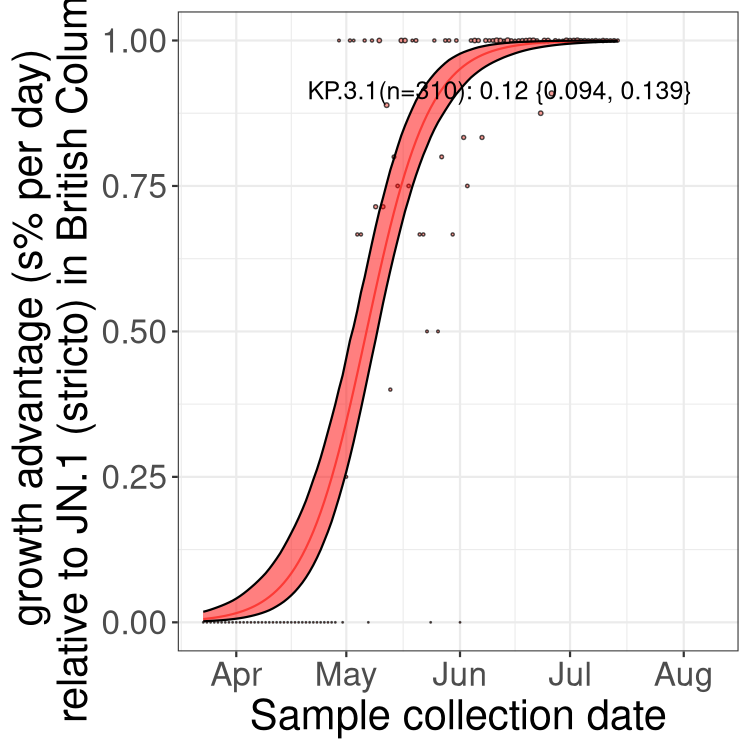 growth advantage (s% per day)
relative to JN.1 (stricto) in British Colum
1.00
0.75
0.50
0.25
0.00
KP.3.1(n=310): 0.12 {0.094, 0.139}
Apr May Jun Jul Aug
Sample collection date